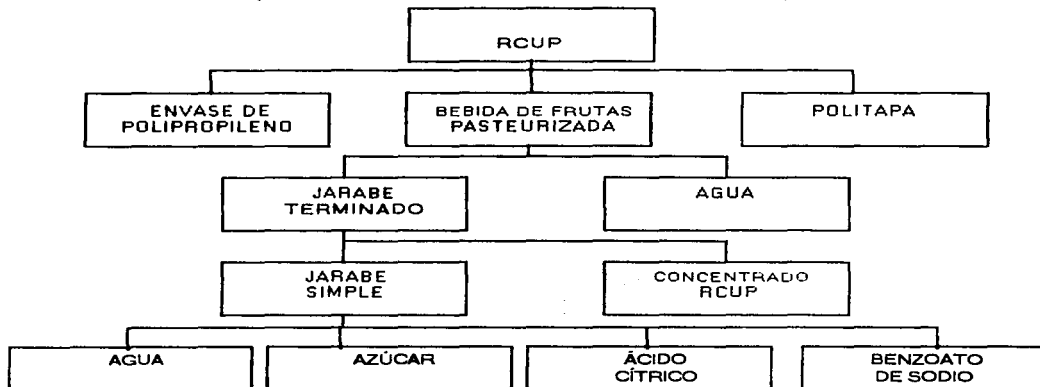 RCUP
ENVASE DE
POLIPROPILENO
BEBIDA DE FRUTAS
PASTEURIZADA
POLITAPA
JARABE
TERMINADO
AGUA
JARABE
SIMPLE
CONCENTRADO
RCUP
AGUA
AZÚCAR
ÁCIDO
CÍTRICO
BENZOATO
DE SODIO